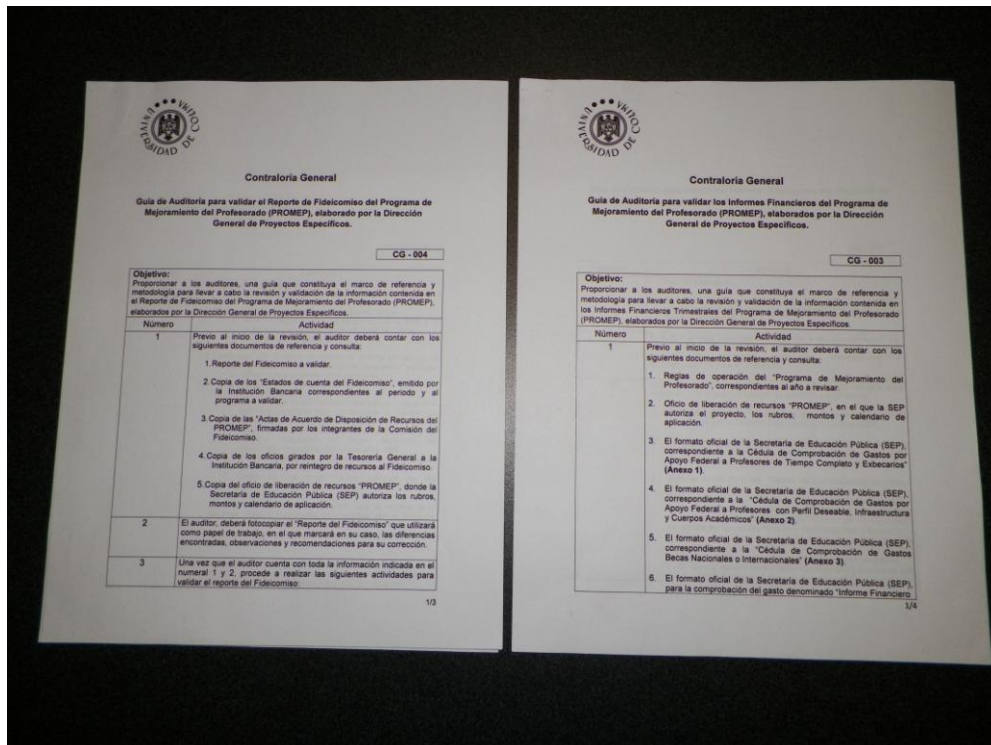 UNIVERSIDAD DE COLIMA
Contraloría General
Guía de Auditoría para validar el Reporte de Fideicomiso del Programa de
Mejoramiento del Profesorado (PROMEP), elaborado por la Dirección
General de Proyectos Específicos.
CG - 004
Objetivo:
Proporcionar a los auditores, una guía que constituya el marco de referencia y
metodología para llevar a cabo la revisión y validación de la información contenida en
el Reporte de Fideicomiso del Programa de Mejoramiento del Profesorado (PROMEP),
elaborados por la Dirección General de Proyectos Específicos.
Número Actividad
1 Previo al inicio de la revisión, el auditor deberá contar con los
siguientes documentos de referencia y consulta:
1. Reporte del Fideicomiso a validar.
2. Copia de los "Estados de cuenta del Fideicomiso", emitido por
la Institución Bancaria correspondientes al periodo y al
programa a validar.
3. Copia de las "Actas de Acuerdo de Disposición de Recursos del
PROMEP", firmadas por los integrantes de la Comisión del
Fideicomiso.
4. Copia de los oficios girados por la Tesorería General a la
Institución Bancaria, por reintegro de recursos al Fideicomiso.
5. Copia del oficio de liberación de recursos "PROMEP", donde la
Secretaría de Educación Pública (SEP) autoriza los rubros,
montos y calendario de aplicación.
2 El auditor, deberá fotocopiar el "Reporte del Fideicomiso" que utilizará
como papel de trabajo, en el que marcará en su caso, las diferencias
encontradas, observaciones y recomendaciones para su corrección.
3 Una vez que el auditor cuenta con toda la información indicada en el
numeral 1 y 2, procede a realizar las siguientes actividades para
validar el reporte del Fideicomiso:
1/3
UNIVERSIDAD DE COLIMA
Contraloría General
Guía de Auditoría para validar los Informes Financieros del Programa de
Mejoramiento del Profesorado (PROMEP), elaborados por la Dirección
General de Proyectos Específicos.
CG - 003
Objetivo:
Proporcionar a los auditores, una guía que constituya el marco de referencia y
metodología para llevar a cabo la revisión y validación de la información contenida en
los Informes Financieros Trimestrales del Programa de Mejoramiento del Profesorado
(PROMEP), elaborados por la Dirección General de Proyectos Específicos.
Número Actividad
1 Previo al inicio de la revisión, el auditor deberá contar con los
siguientes documentos de referencia y consulta:
1. Reglas de operación del "Programa de Mejoramiento del
Profesorado", correspondientes al año a revisar.
2. Oficio de liberación de recursos "PROMEP", en el que la SEP
autoriza el proyecto, los rubros, montos y calendario de
aplicación.
3. El formato oficial de la Secretaría de Educación Pública (SEP),
correspondiente a la Cédula de Comprobación de Gastos por
Apoyo Federal a Profesores de Tiempo Completo y Exbecarios"
(Anexo 1).
4. El formato oficial de la Secretaría de Educación Pública (SEP),
correspondiente a la "Cédula de Comprobación de Gastos por
Apoyo Federal a Profesores con Perfil Deseable, Infraestructura
y Cuerpos Académicos" (Anexo 2).
5. El formato oficial de la Secretaría de Educación Pública (SEP),
correspondiente a la "Cédula de Comprobación de Gastos
Becas Nacionales o Internacionales" (Anexo 3).
6. El formato oficial de la Secretaría de Educación Pública (SEP),
para la comprobación del gasto denominado "Informe Financiero
1/4